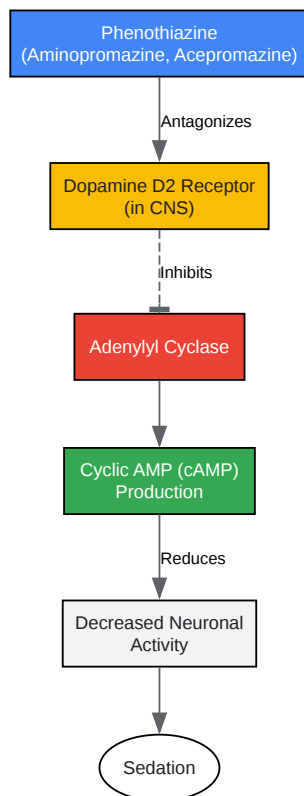 Phenothiazine
(Aminopromazine, Acepromazine)
Antagonizes
Dopamine D2 Receptor
(in CNS)
Inhibits
Adenylyl Cyclase
Cyclic AMP (cAMP)
Production
Reduces
Decreased Neuronal
Activity
Sedation